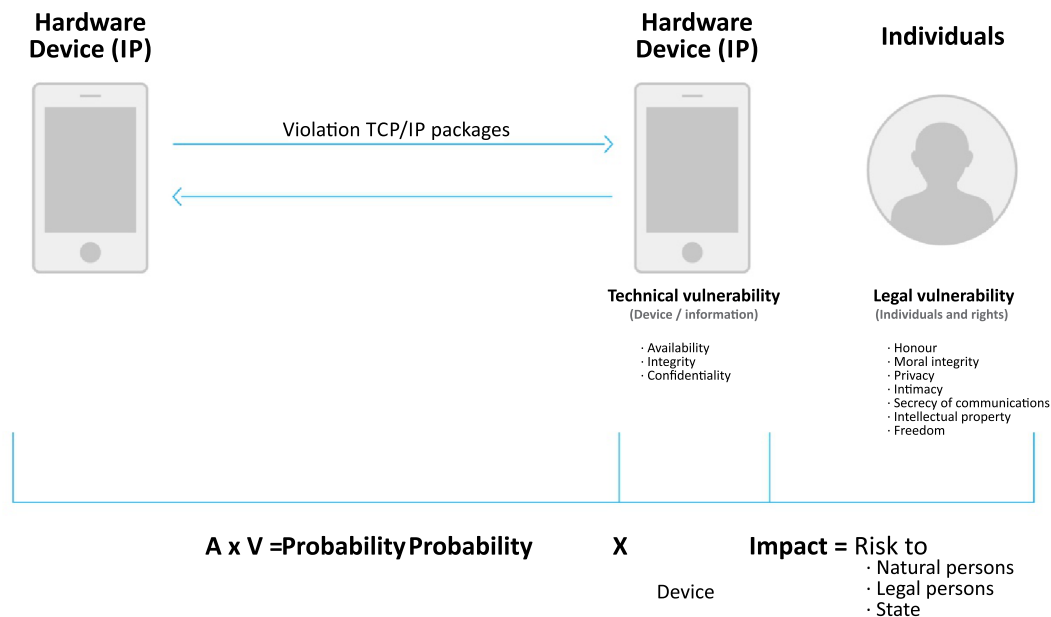 Hardware
Device (IP)
Hardware
Device (IP)
Individuals
Violation TCP/IP packages
Technical vulnerability
(Device / information)
· Availability
· Integrity
· Confidentiality
Legal vulnerability
(Individuals and rights)
· Honour
· Moral integrity
· Privacy
· Intimacy
· Secrecy of communications
· Intellectual property
· Freedom
A x V =Probability Probability X Impact = Risk to
· Natural persons
· Legal persons
· State
Device